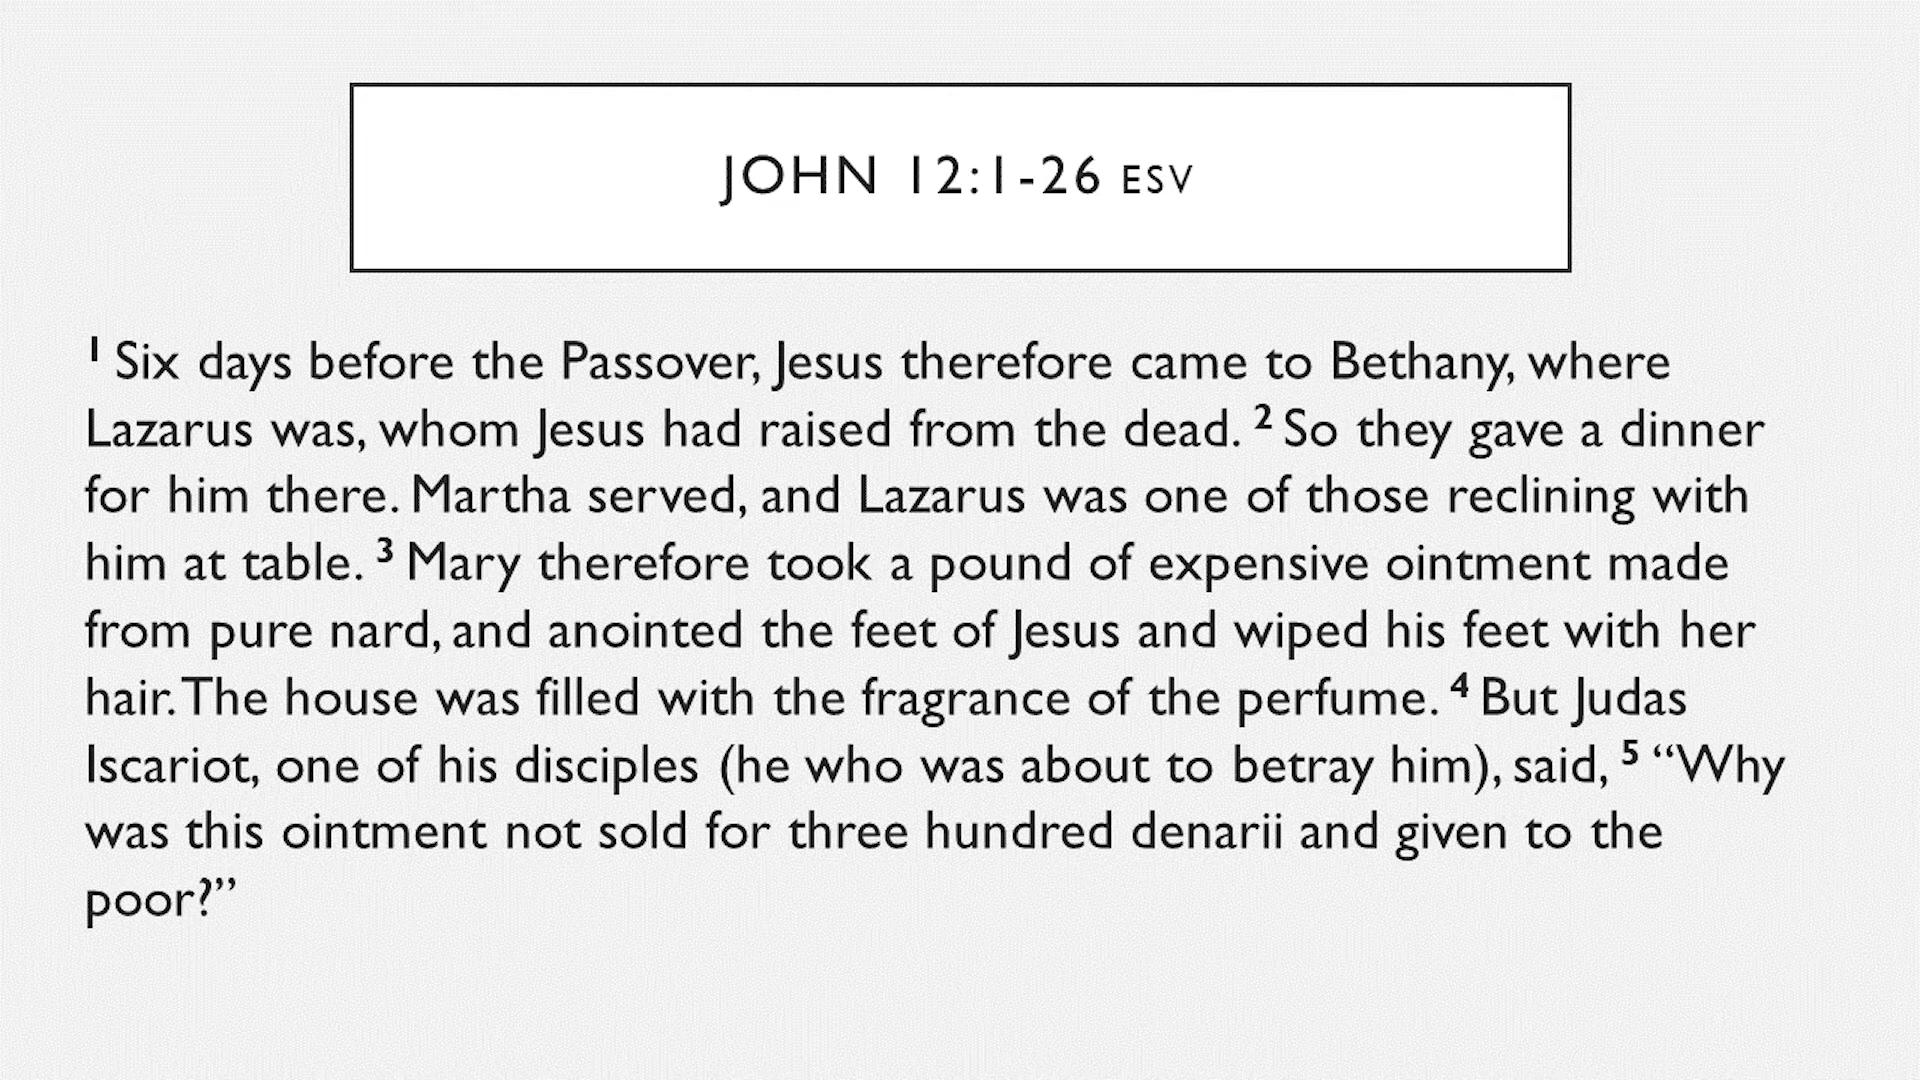 JOHN 12:1-26 ESV
1 Six days before the Passover, Jesus therefore came to Bethany, where
Lazarus was, whom Jesus had raised from the dead. 2 So they gave a dinner
for him there. Martha served, and Lazarus was one of those reclining with
him at table. 3 Mary therefore took a pound of expensive ointment made
from pure nard, and anointed the feet of Jesus and wiped his feet with her
hair. The house was filled with the fragrance of the perfume. 4 But Judas
Iscariot, one of his disciples (he who was about to betray him), said, 5 “Why
was this ointment not sold for three hundred denarii and given to the
poor?”